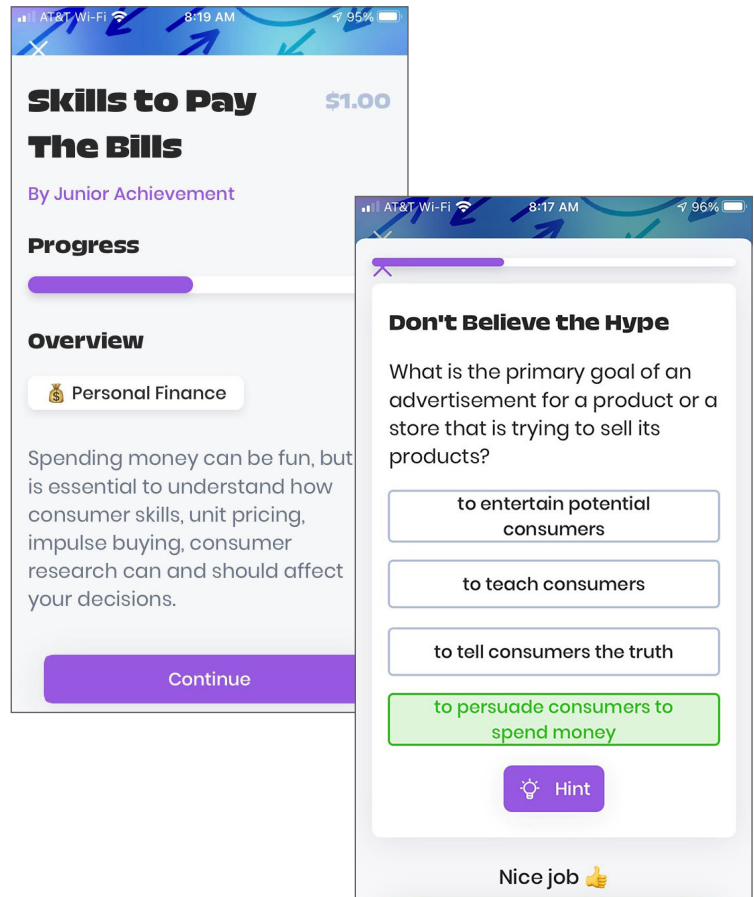 AT&T Wi-Fi 8:19 AM 95%
Skills to Pay $1.00
The Bills
By Junior Achievement
Progress
Overview
Personal Finance
Spending money can be fun, but
is essential to understand how
consumer skills, unit pricing,
impulse buying, consumer
research can and should affect
your decisions.
Continue
AT&T Wi-Fi 8:17 AM 96%
Don't Believe the Hype
What is the primary goal of an
advertisement for a product or a
store that is trying to sell its
products?
to entertain potential
consumers
to teach consumers
to tell consumers the truth
to persuade consumers to
spend money
Hint
Nice job 👍